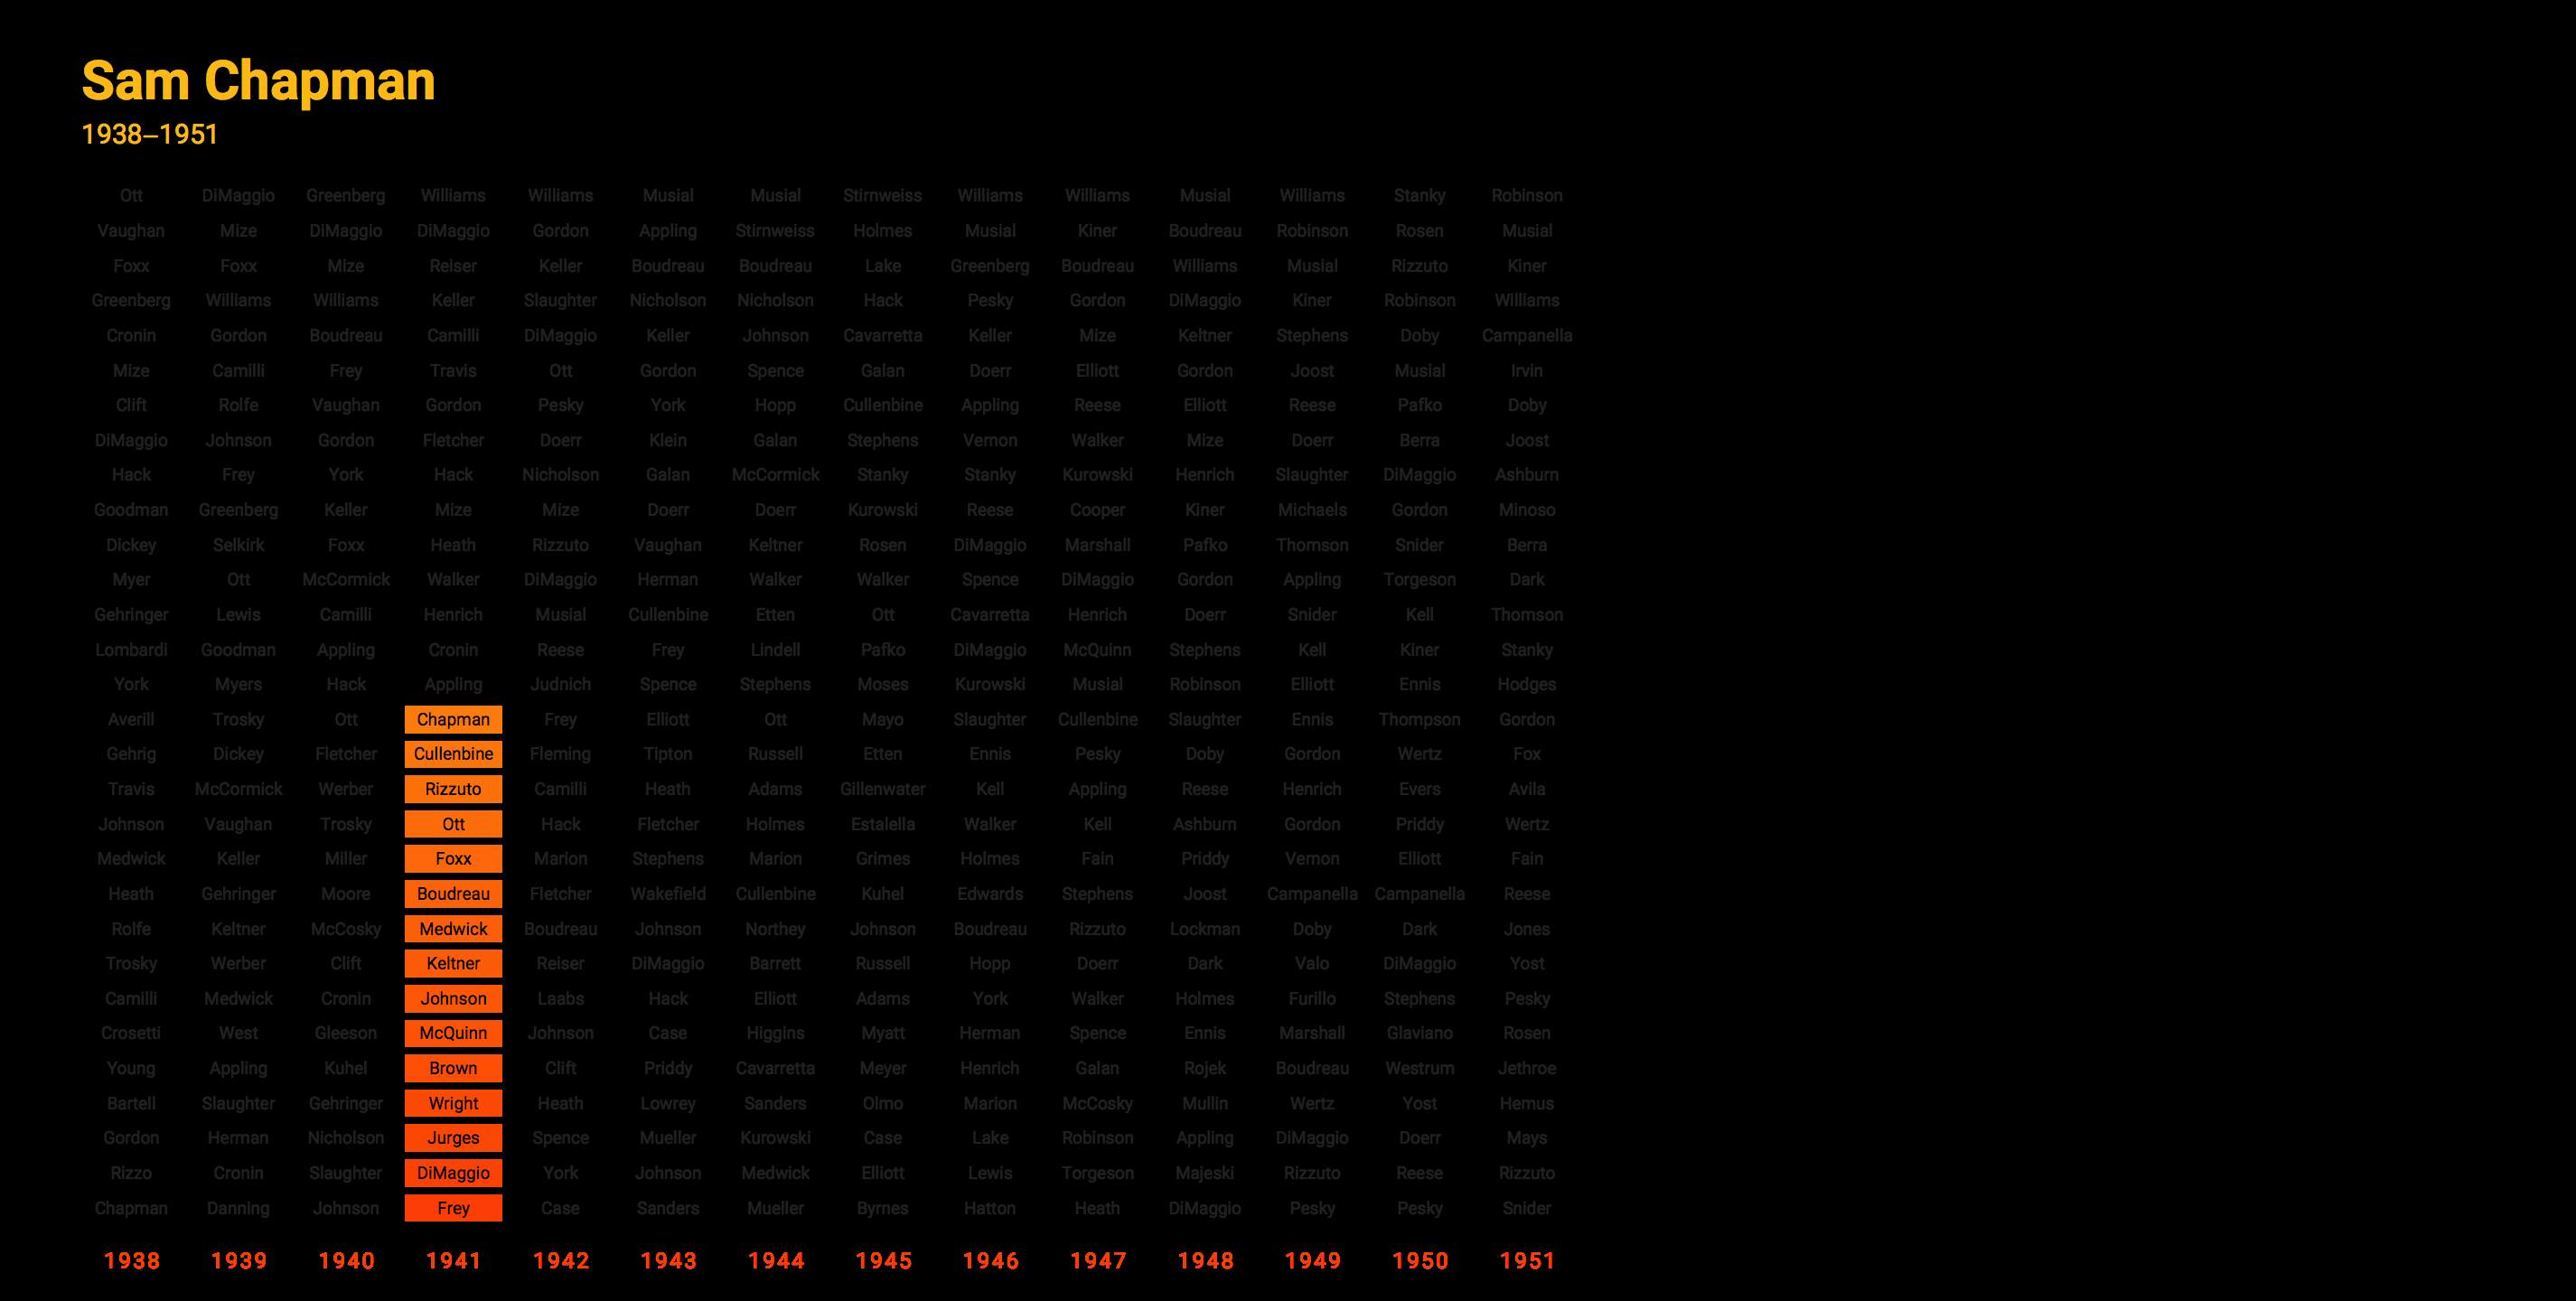 Sam Chapman
1938–1951
Ott DiMaggio Greenberg Williams Williams Musial Musial Stirnweiss Williams Williams Musial Williams Stanky Robinson
Vaughan Mize DiMaggio DiMaggio Gordon Appling Stirnweiss Holmes Musial Kiner Boudreau Robinson Rosen Musial
Foxx Foxx Mize Reiser Keller Boudreau Boudreau Lake Greenberg Boudreau Williams Musial Rizzuto Kiner
Greenberg Williams Williams Keller Slaughter Nicholson Nicholson Hack Pesky Gordon DiMaggio Kiner Robinson Williams
Cronin Gordon Boudreau Camilli DiMaggio Keller Johnson Cavarretta Keller Mize Keltner Stephens Doby Campanella
Mize Camilli Frey Travis Ott Gordon Spence Galan Doerr Elliott Gordon Joost Musial Irvin
Clift Rolfe Vaughan Gordon Pesky York Hopp Cullenbine Appling Reese Elliott Reese Pafko Doby
DiMaggio Johnson Gordon Fletcher Doerr Klein Galan Stephens Vernon Walker Mize Doerr Berra Joost
Hack Frey York Hack Nicholson Galan McCormick Stanky Stanky Kurowski Henrich Slaughter DiMaggio Ashburn
Goodman Greenberg Keller Mize Mize Doerr Doerr Kurowski Reese Cooper Kiner Michaels Gordon Minoso
Dickey Selkirk Foxx Heath Rizzuto Vaughan Keltner Rosen DiMaggio Marshall Pafko Thomson Snider Berra
Myer Ott McCormick Walker DiMaggio Herman Walker Walker Spence DiMaggio Gordon Appling Torgeson Dark
Gehringer Lewis Camilli Henrich Musial Cullenbine Etten Ott Cavarretta Henrich Doerr Snider Kell Thomson
Lombardi Goodman Appling Cronin Reese Frey Lindell Pafko DiMaggio McQuinn Stephens Kell Kiner Stanky
York Myers Hack Appling Judnich Spence Stephens Moses Kurowski Musial Robinson Elliott Ennis Hodges
Averill Trosky Ott Chapman Frey Elliott Ott Mayo Slaughter Cullenbine Slaughter Ennis Thompson Gordon
Gehrig Dickey Fletcher Cullenbine Fleming Tipton Russell Etten Ennis Pesky Doby Gordon Wertz Fox
Travis McCormick Werber Rizzuto Camilli Heath Adams Gillenwater Kell Appling Reese Henrich Evers Avila
Johnson Vaughan Trosky Ott Hack Fletcher Holmes Estalella Walker Kell Ashburn Gordon Priddy Wertz
Medwick Keller Miller Foxx Marion Stephens Marion Grimes Holmes Fain Priddy Vernon Elliott Fain
Heath Gehringer Moore Boudreau Fletcher Wakefield Cullenbine Kuhel Edwards Stephens Joost Campanella Campanella Reese
Rolfe Keltner McCosky Medwick Boudreau Johnson Northey Johnson Boudreau Rizzuto Lockman Doby Dark Jones
Trosky Werber Clift Keltner Reiser DiMaggio Barrett Russell Hopp Doerr Dark Valo DiMaggio Yost
Camilli Medwick Cronin Johnson Laabs Hack Elliott Adams York Walker Holmes Furillo Stephens Pesky
Crosetti West Gleeson McQuinn Johnson Case Higgins Myatt Herman Spence Ennis Marshall Glaviano Rosen
Young Appling Kuhel Brown Clift Priddy Cavarretta Meyer Henrich Galan Rojek Boudreau Westrum Jethroe
Bartell Slaughter Gehringer Wright Heath Lowrey Sanders Olmo Marion McCosky Mullin Wertz Yost Hemus
Gordon Herman Nicholson Jurges Spence Mueller Kurowski Case Lake Robinson Appling DiMaggio Doerr Mays
Rizzo Cronin Slaughter DiMaggio York Johnson Medwick Elliott Lewis Torgeson Majeski Rizzuto Reese Rizzuto
Chapman Danning Johnson Frey Case Sanders Mueller Byrnes Hatton Heath DiMaggio Pesky Pesky Snider
1938 1939 1940 1941 1942 1943 1944 1945 1946 1947 1948 1949 1950 1951